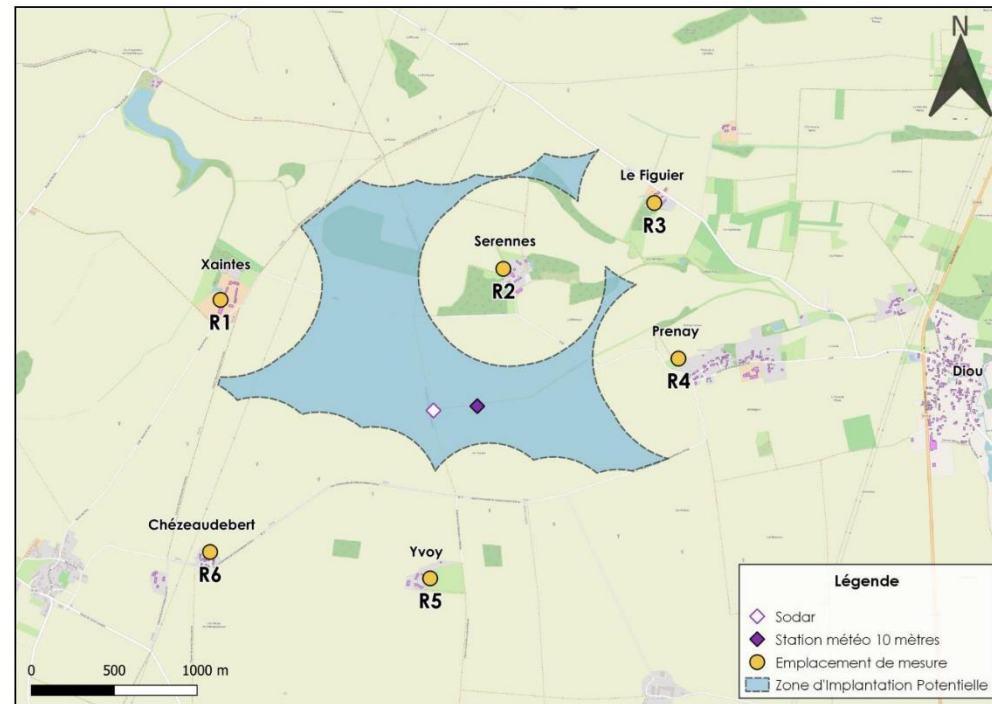 N
Le Figuier
R3
Serennes
R2
Xaintes
R1
Prenay
R4
Diou
Chézeaudebert
R6
Yvoy
R5
Légende
Sodar
Station météo 10 mètres
Emplacement de mesure
Zone d'Implantation Potentielle
0 500 1000 m